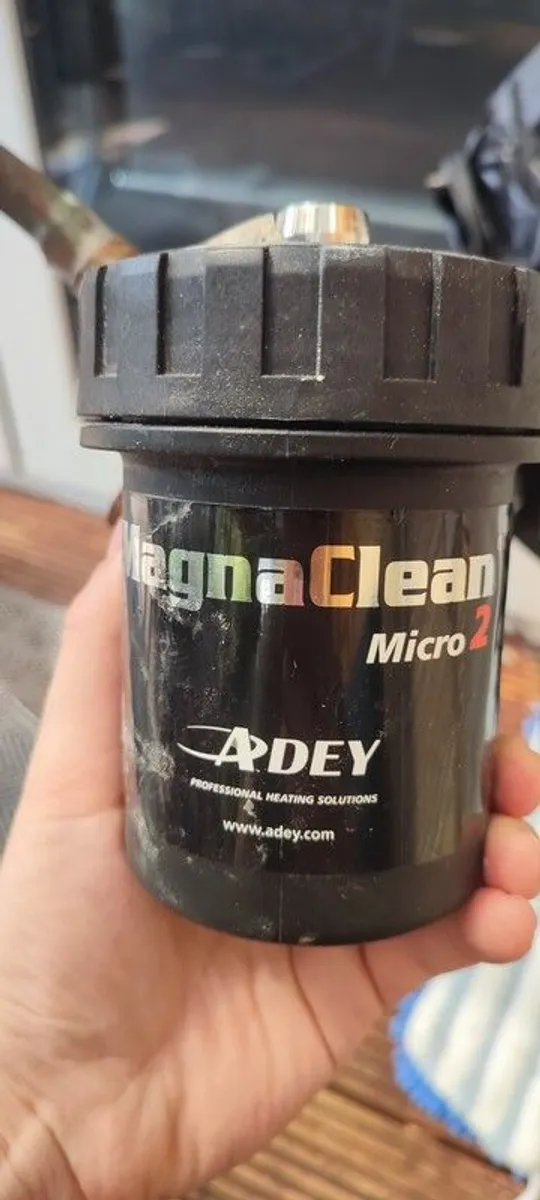 MagnaClean
Micro 2
ADEY
PROFESSIONAL HEATING SOLUTIONS
www.adey.com